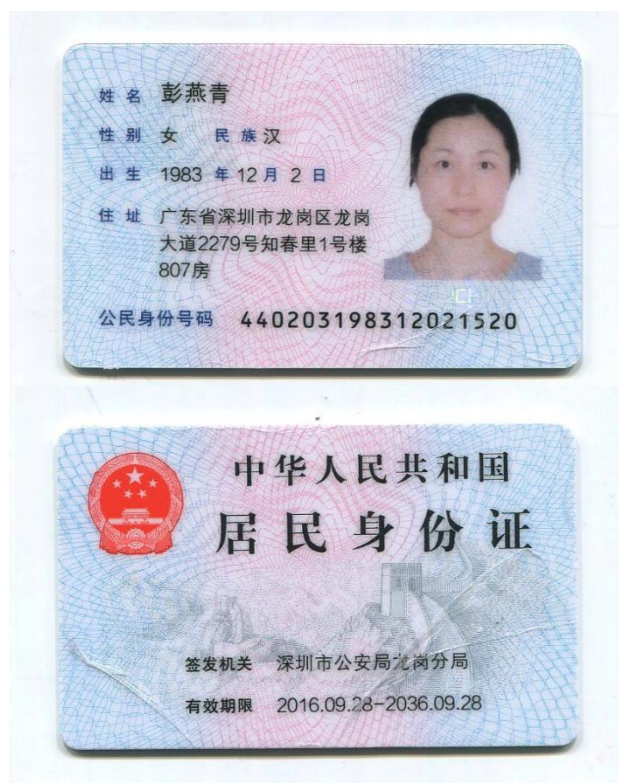 姓名 彭燕青
性别 女 民族 汉
出生 1983 年 12 月 2 日
住址 广东省深圳市龙岗区龙岗
大道2279号知春里1号楼
807房
公民身份号码 440203198312021520
中华人民共和国
居民身份证
签发机关 深圳市公安局龙岗分局
有效期限 2016.09.28-2036.09.28